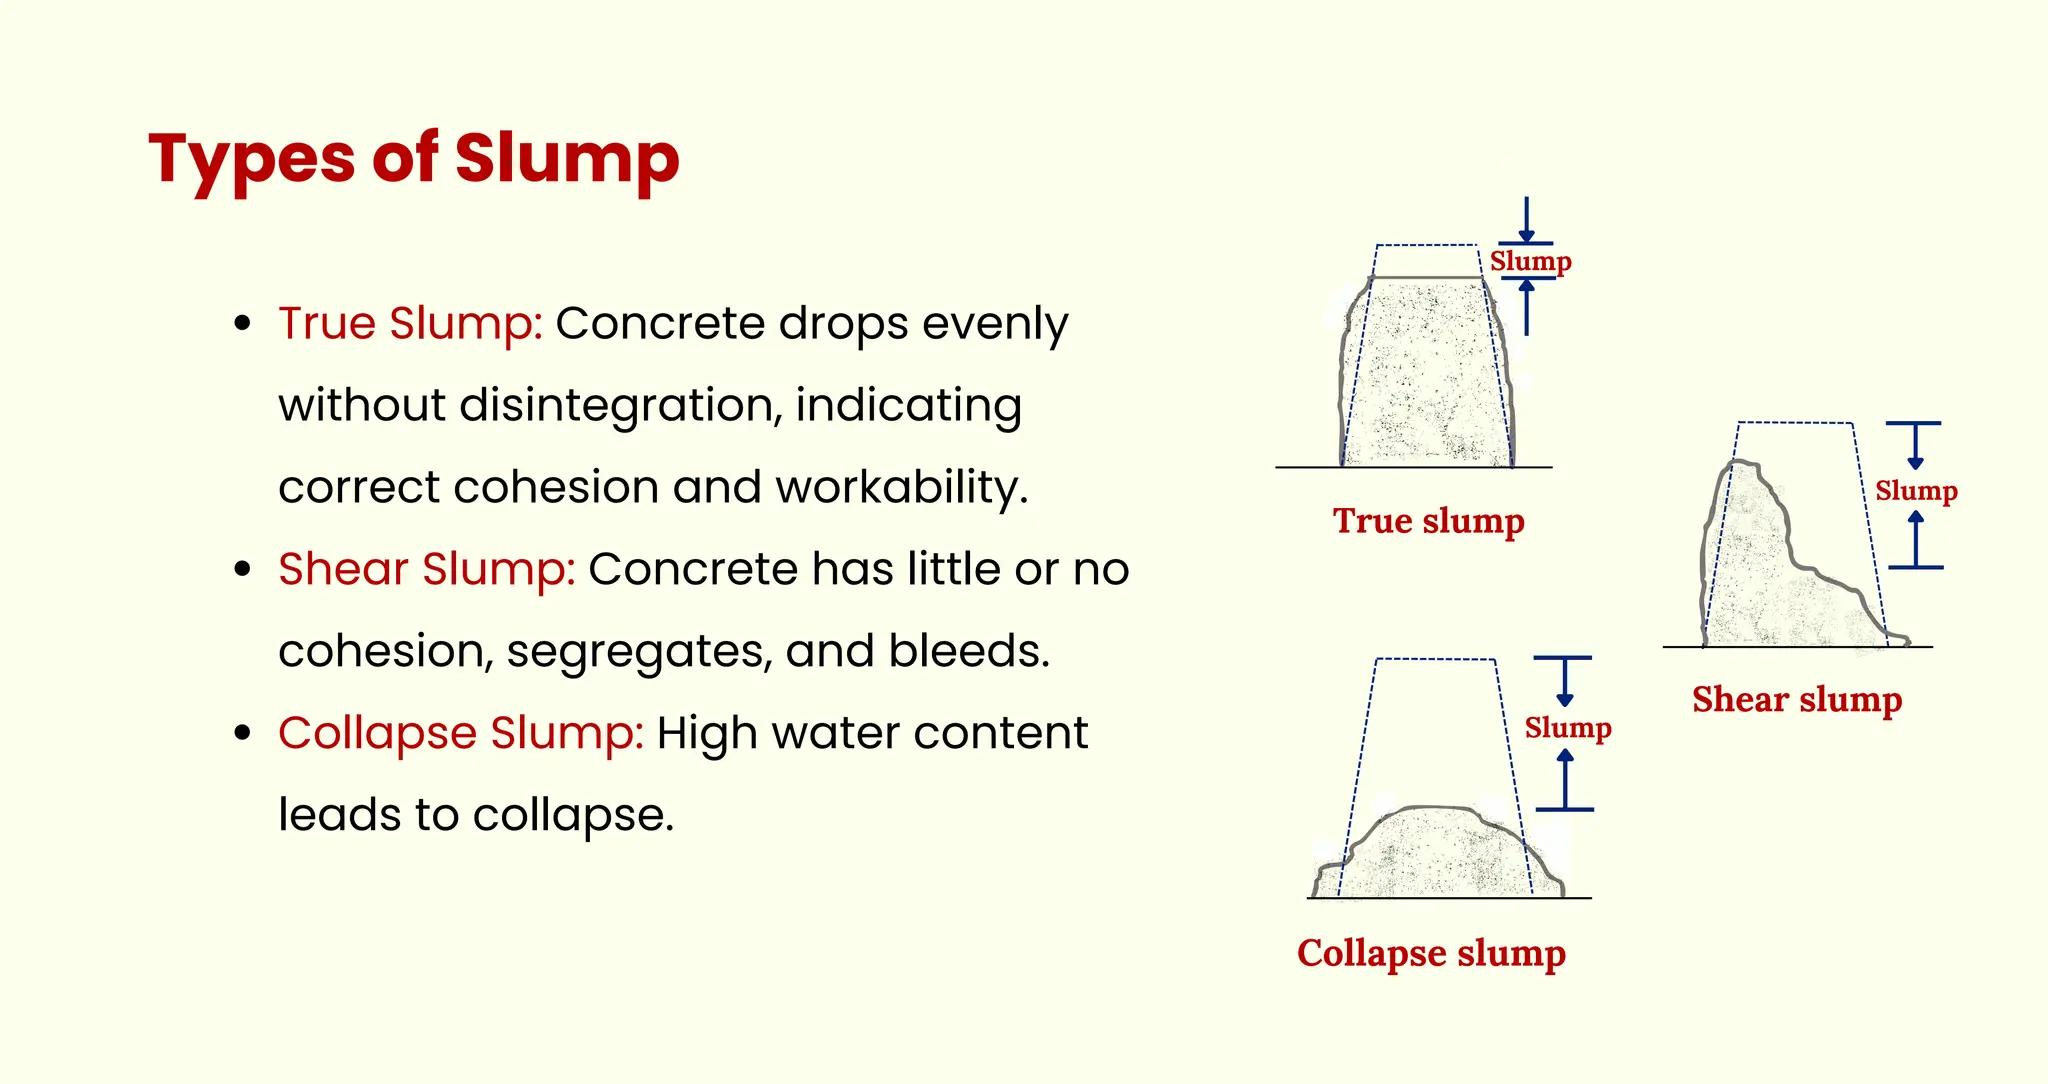 Types of Slump
• True Slump: Concrete drops evenly
without disintegration, indicating
correct cohesion and workability.
• Shear Slump: Concrete has little or no
cohesion, segregates, and bleeds.
• Collapse Slump: High water content
leads to collapse.
Slump
True slump
Slump
Shear slump
Slump
Collapse slump